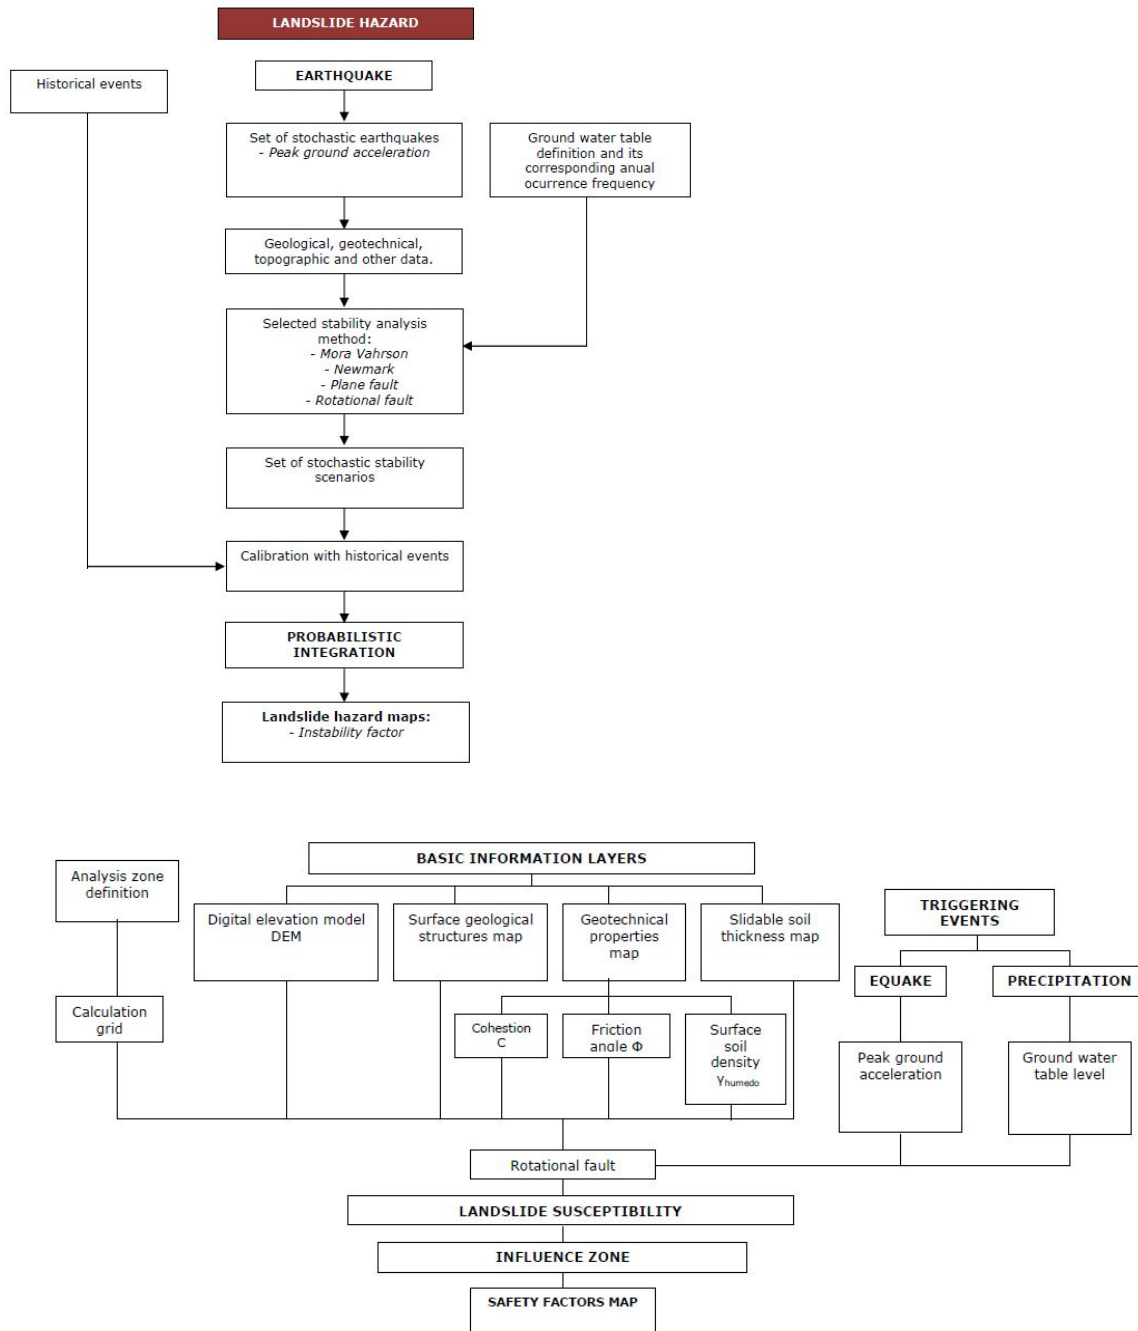 LANDSLIDE HAZARD
Historical events
EARTHQUAKE
Set of stochastic earthquakes
- Peak ground acceleration
Ground water table
definition and its
corresponding anual
ocurrence frequency
Geological, geotechnical,
topographic and other data.
Selected stability analysis
method:
- Mora Vahrson
- Newmark
- Plane fault
- Rotational fault
Set of stochastic stability
scenarios
Calibration with historical events
PROBABILISTIC
INTEGRATION
Landslide hazard maps:
- Instability factor
BASIC INFORMATION LAYERS
Analysis zone
definition
Digital elevation model
DEM
Surface geological
structures map
Geotechnical
properties
map
Slidable soil
thickness map
TRIGGERING
EVENTS
EQUAKE
PRECIPITATION
Calculation
grid
Cohestion
C
Friction
angle Φ
Surface
soil
density
γhumedo
Peak ground
acceleration
Ground water
table level
Rotational fault
LANDSLIDE SUSCEPTIBILITY
INFLUENCE ZONE
SAFETY FACTORS MAP